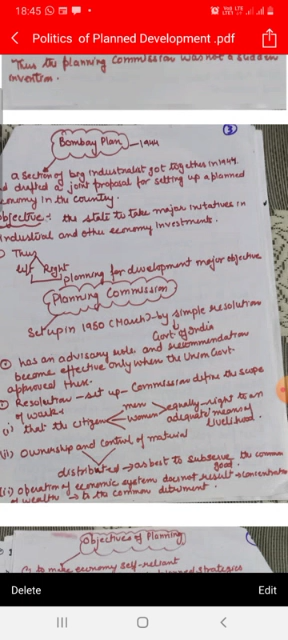 18:45
Politics of Planned Development .pdf
Thus the planning Commission was not a sudden
invention.
3
Bombay Plan - 1944
a section of big industrialist got together in 1944
drafted a joint proposal for setting up a planned
economy in the country.
objective :- the state to take major initatives in
industrial and other economy investments.
Thus
Left Right planning for development major objective
Planning Commission
Set up in 1950 (March) - by simple resolution
Govt of India
① has an advisory role and recommendation
become effective only when the Union Govt.
approved these.
② Resolution - set up - Commission define the scope
of work
(i) that the citizen men women equally - right to an
adequate means of
livelihood.
(ii) Ownership and control of material
distributed → as best to subserve the common
good.
operation of economic system does not result → concentration
of wealth → to the common detriment.
Objectives of Planning
to make economy self-reliant
strategies
Delete
Edit